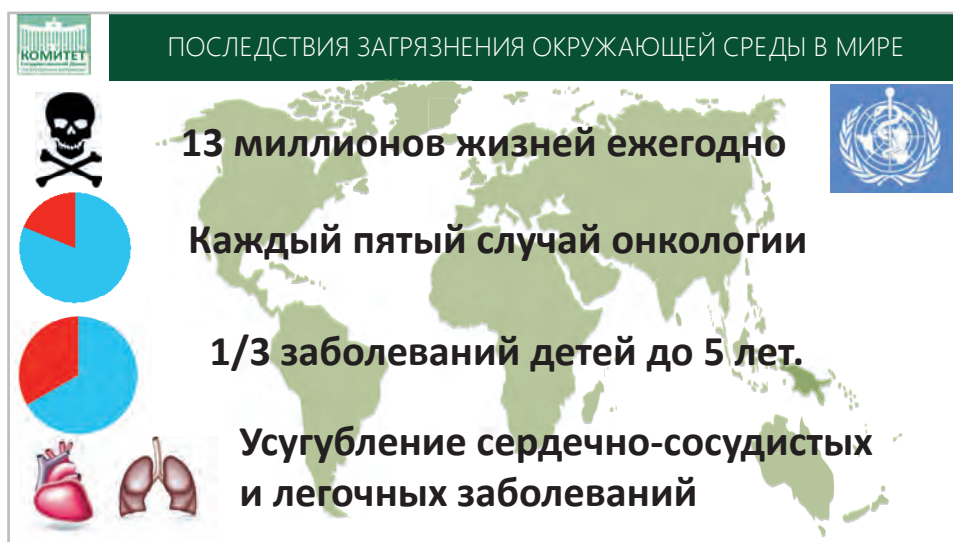 КОМИТЕТ
ПОСЛЕДСТВИЯ ЗАГРЯЗНЕНИЯ ОКРУЖАЮЩЕЙ СРЕДЫ В МИРЕ
13 миллионов жизней ежегодно
Каждый пятый случай онкологии
1/3 заболеваний детей до 5 лет.
Усугубление сердечно-сосудистых
и легочных заболеваний